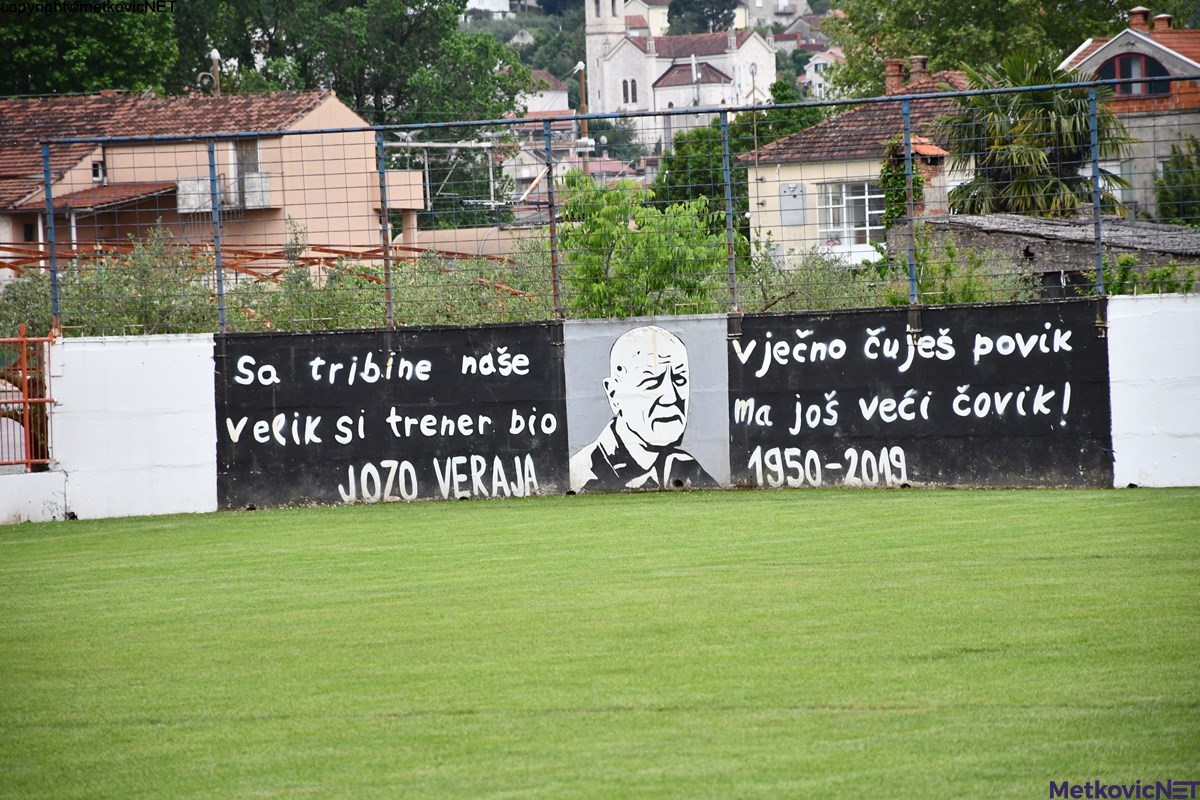 copyright@metkovicNET
Sa tribine naše
velik si trener bio
JOZO VERAJA
vječno čuješ povik
ma još veći čovik!
1950-2019
MetkovicNET